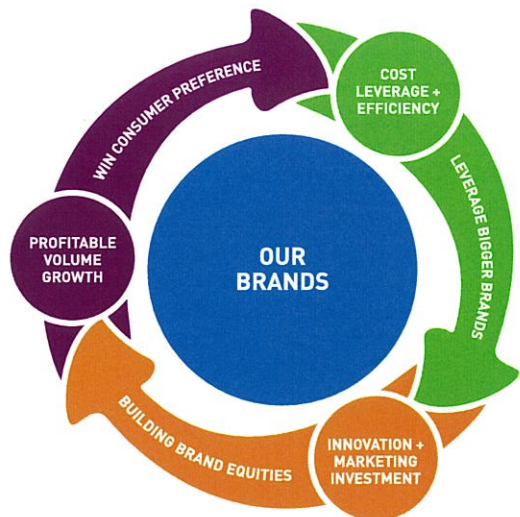 WIN CONSUMER PREFERENCE
COST
LEVERAGE +
EFFICIENCY
LEVERAGE BIGGER BRANDS
OUR
BRANDS
PROFITABLE
VOLUME
GROWTH
BUILDING BRAND EQUITIES
INNOVATION +
MARKETING
INVESTMENT